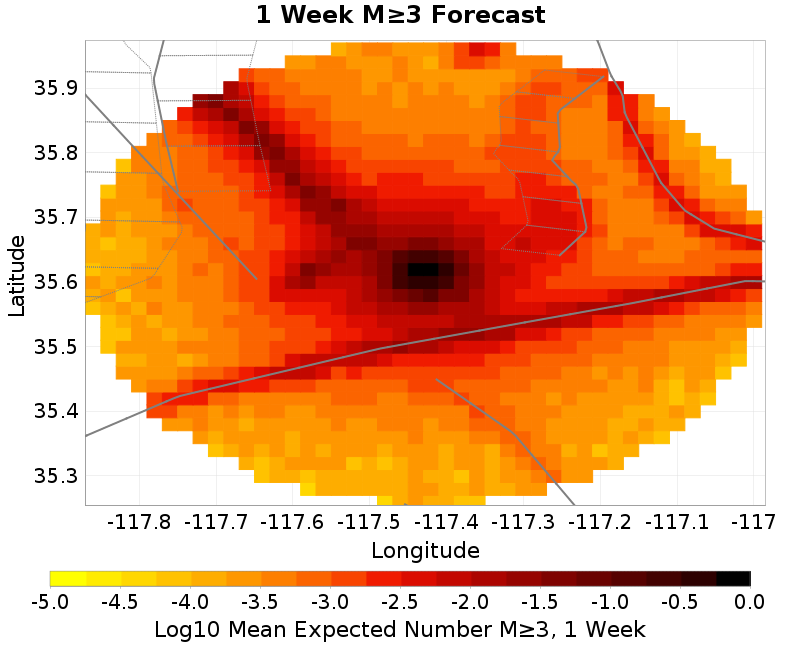 1 Week M≥3 Forecast
35.9
35.8
35.7
35.6
35.5
35.4
35.3
Latitude
-117.8 -117.7 -117.6 -117.5 -117.4 -117.3 -117.2 -117.1 -117
Longitude
-5.0 -4.5 -4.0 -3.5 -3.0 -2.5 -2.0 -1.5 -1.0 -0.5 0.0
Log10 Mean Expected Number M≥3, 1 Week